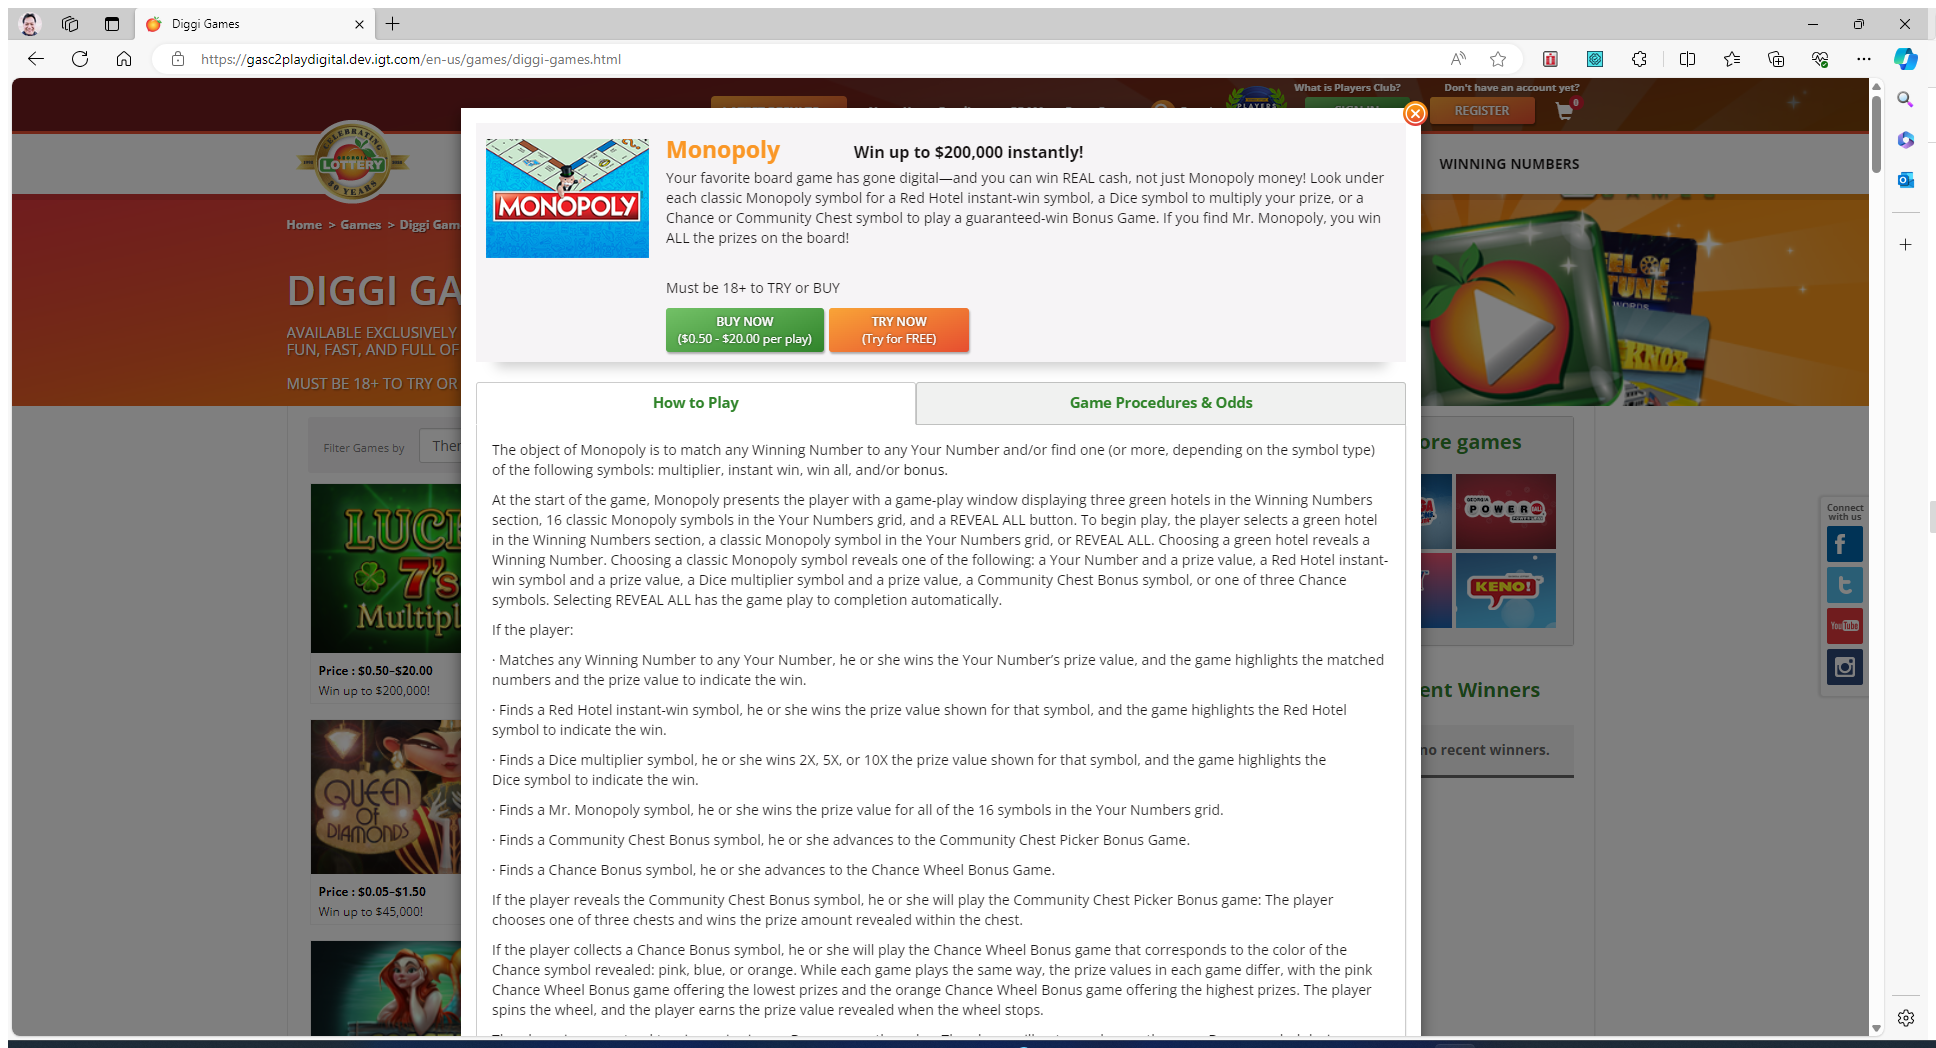 Diggi Games
https://gasc2playdigital.dev.igt.com/en-us/games/diggi-games.html
What is Players Club?
Don't have an account yet?
PLAYERS
REGISTER
0
CELEBRATING
LOTTERY
30 YEARS
WINNING NUMBERS
Home > Games > Diggi Gam
DIGGI GA
AVAILABLE EXCLUSIVELY
FUN, FAST, AND FULL OF
MUST BE 18+ TO TRY OR
MONOPOLY
Monopoly
Win up to $200,000 instantly!
Your favorite board game has gone digital—and you can win REAL cash, not just Monopoly money! Look under
each classic Monopoly symbol for a Red Hotel instant-win symbol, a Dice symbol to multiply your prize, or a
Chance or Community Chest symbol to play a guaranteed-win Bonus Game. If you find Mr. Monopoly, you win
ALL the prizes on the board!
Must be 18+ to TRY or BUY
BUY NOW
($0.50 - $20.00 per play)
TRY NOW
(Try for FREE)
How to Play
Game Procedures & Odds
The object of Monopoly is to match any Winning Number to any Your Number and/or find one (or more, depending on the symbol type)
of the following symbols: multiplier, instant win, win all, and/or bonus.
At the start of the game, Monopoly presents the player with a game-play window displaying three green hotels in the Winning Numbers
section, 16 classic Monopoly symbols in the Your Numbers grid, and a REVEAL ALL button. To begin play, the player selects a green hotel
in the Winning Numbers section, a classic Monopoly symbol in the Your Numbers grid, or REVEAL ALL. Choosing a green hotel reveals a
Winning Number. Choosing a classic Monopoly symbol reveals one of the following: a Your Number and a prize value, a Red Hotel instant-
win symbol and a prize value, a Dice multiplier symbol and a prize value, a Community Chest Bonus symbol, or one of three Chance
symbols. Selecting REVEAL ALL has the game play to completion automatically.
If the player:
· Matches any Winning Number to any Your Number, he or she wins the Your Number’s prize value, and the game highlights the matched
numbers and the prize value to indicate the win.
· Finds a Red Hotel instant-win symbol, he or she wins the prize value shown for that symbol, and the game highlights the Red Hotel
symbol to indicate the win.
· Finds a Dice multiplier symbol, he or she wins 2X, 5X, or 10X the prize value shown for that symbol, and the game highlights the
Dice symbol to indicate the win.
· Finds a Mr. Monopoly symbol, he or she wins the prize value for all of the 16 symbols in the Your Numbers grid.
· Finds a Community Chest Bonus symbol, he or she advances to the Community Chest Picker Bonus Game.
· Finds a Chance Bonus symbol, he or she advances to the Chance Wheel Bonus Game.
If the player reveals the Community Chest Bonus symbol, he or she will play the Community Chest Picker Bonus game: The player
chooses one of three chests and wins the prize amount revealed within the chest.
If the player collects a Chance Bonus symbol, he or she will play the Chance Wheel Bonus game that corresponds to the color of the
Chance symbol revealed: pink, blue, or orange. While each game plays the same way, the prize values in each game differ, with the pink
Chance Wheel Bonus game offering the lowest prizes and the orange Chance Wheel Bonus game offering the highest prizes. The player
spins the wheel, and the player earns the prize value revealed when the wheel stops.
Filter Games by
Ther
LUC
7's
Multipl
Price : $0.50–$20.00
Win up to $200,000!
QUEEN
OF
DIAMONDS
Price : $0.05–$1.50
Win up to $45,000!
EEL OF
TUNE
WORDS
KNOX
ore games
GEORGIA
POWERBALL
KENO!
ent Winners
no recent winners.
Connect
with us
You Tube